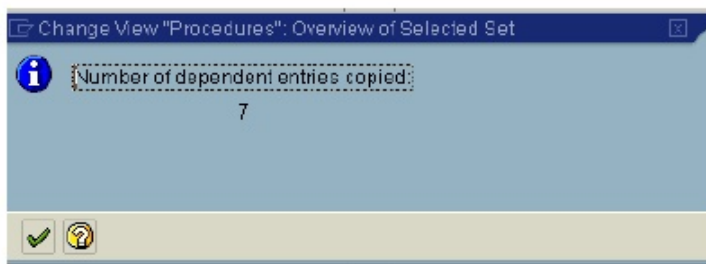 Change View "Procedures": Overview of Selected Set
Number of dependent entries copied:
7